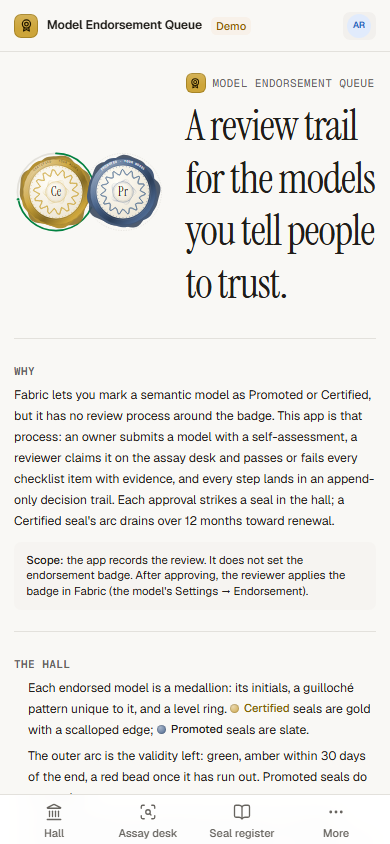 Model Endorsement Queue Demo AR
MODEL ENDORSEMENT QUEUE
A review trail
for the models
you tell people
to trust.
Ce Pr
WHY
Fabric lets you mark a semantic model as Promoted or Certified,
but it has no review process around the badge. This app is that
process: an owner submits a model with a self-assessment, a
reviewer claims it on the assay desk and passes or fails every
checklist item with evidence, and every step lands in an append-
only decision trail. Each approval strikes a seal in the hall; a
Certified seal's arc drains over 12 months toward renewal.
Scope: the app records the review. It does not set the
endorsement badge. After approving, the reviewer applies the
badge in Fabric (the model's Settings → Endorsement).
THE HALL
Each endorsed model is a medallion: its initials, a guilloché
pattern unique to it, and a level ring. Certified seals are gold
with a scalloped edge; Promoted seals are slate.
The outer arc is the validity left: green, amber within 30 days
of the end, a red bead once it has run out. Promoted seals do
Hall Assay desk Seal register More